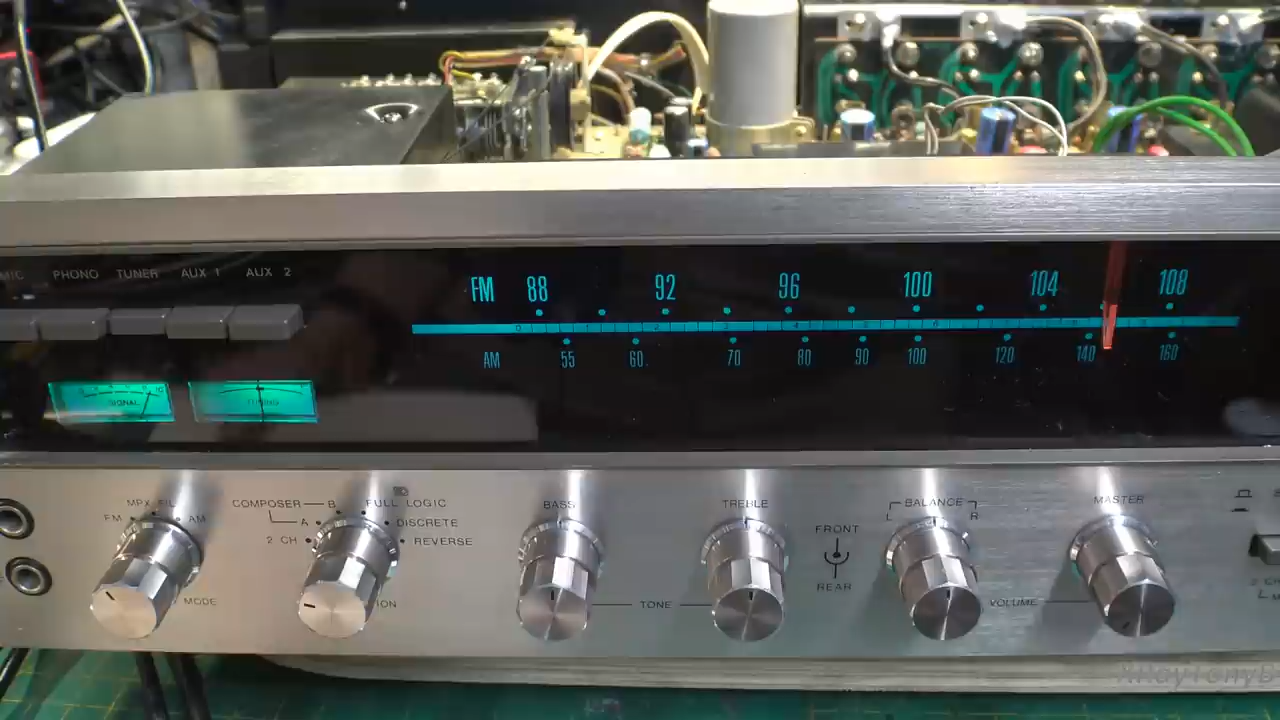 MIC PHONO TUNER AUX 1 AUX 2
FM 88 92 96 100 104 108
AM 55 60 70 80 90 100 120 140 160
SIGNAL
TUNING
FM AM
MODE
COMPOSER B
A
2 CH
FULL LOGIC
DISCRETE
REVERSE
BASS
TREBLE
TONE
FRONT
REAR
BALANCE
L R
MASTER
VOLUME
XRayTonyB